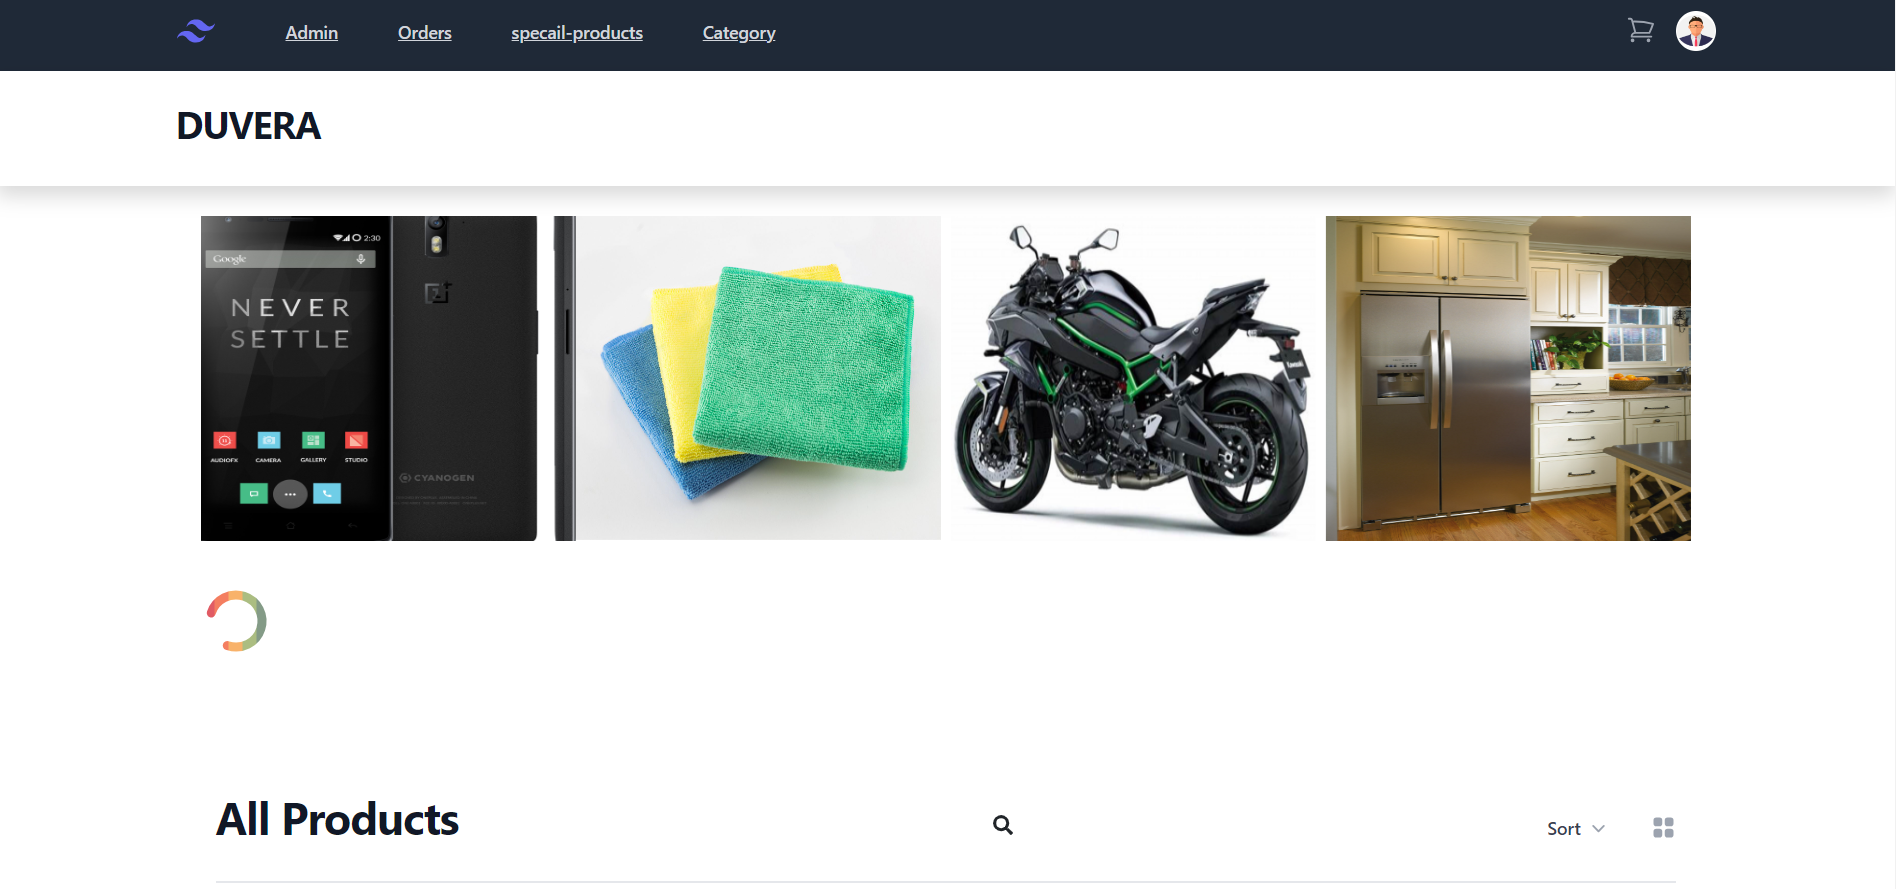 Admin Orders specail-products Category
DUVERA
2:30
Google
NEVER
SETTLE
AUDIOFX CAMERA GALLERY STUDIO
CYANOGEN
All Products
Sort